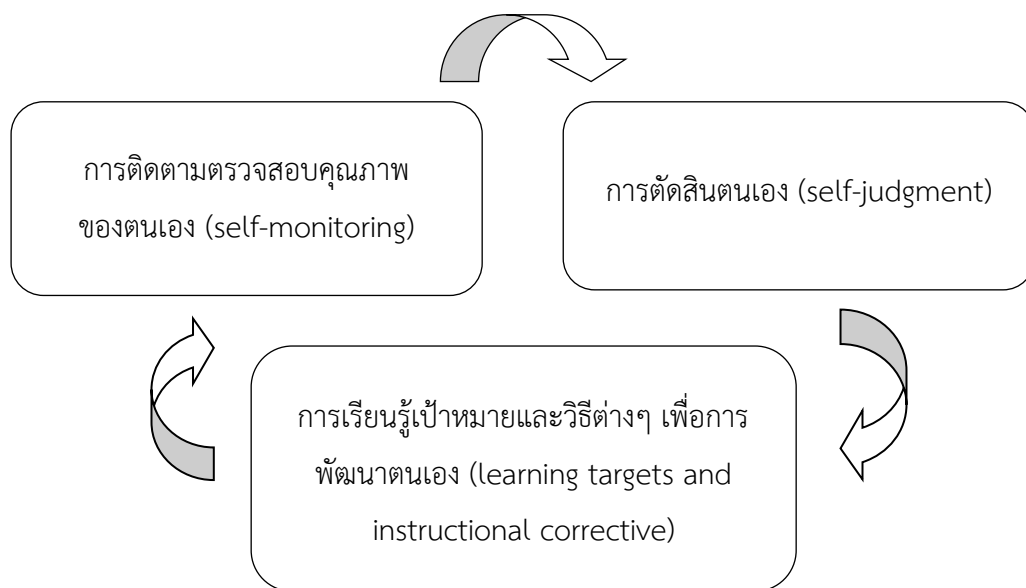 การติดตามตรวจสอบคุณภาพ
ของตนเอง (self-monitoring)
การตัดสินตนเอง (self-judgment)
การเรียนรู้เป้าหมายและวิธีต่างๆ เพื่อการ
พัฒนาตนเอง (learning targets and
instructional corrective)